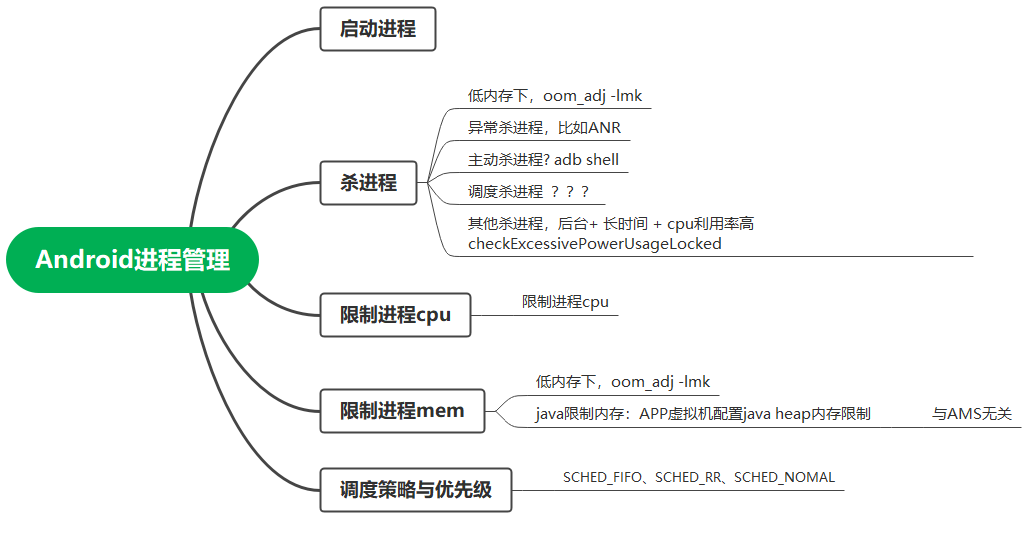 Android进程管理
启动进程
杀进程
低内存下，oom_adj -lmk
异常杀进程，比如ANR
主动杀进程? adb shell
调度杀进程 ？？？
其他杀进程，后台+ 长时间 + cpu利用率高
checkExcessivePowerUsageLocked
限制进程cpu
限制进程cpu
限制进程mem
低内存下，oom_adj -lmk
java限制内存：APP虚拟机配置java heap内存限制
与AMS无关
调度策略与优先级
SCHED_FIFO、SCHED_RR、SCHED_NOMAL